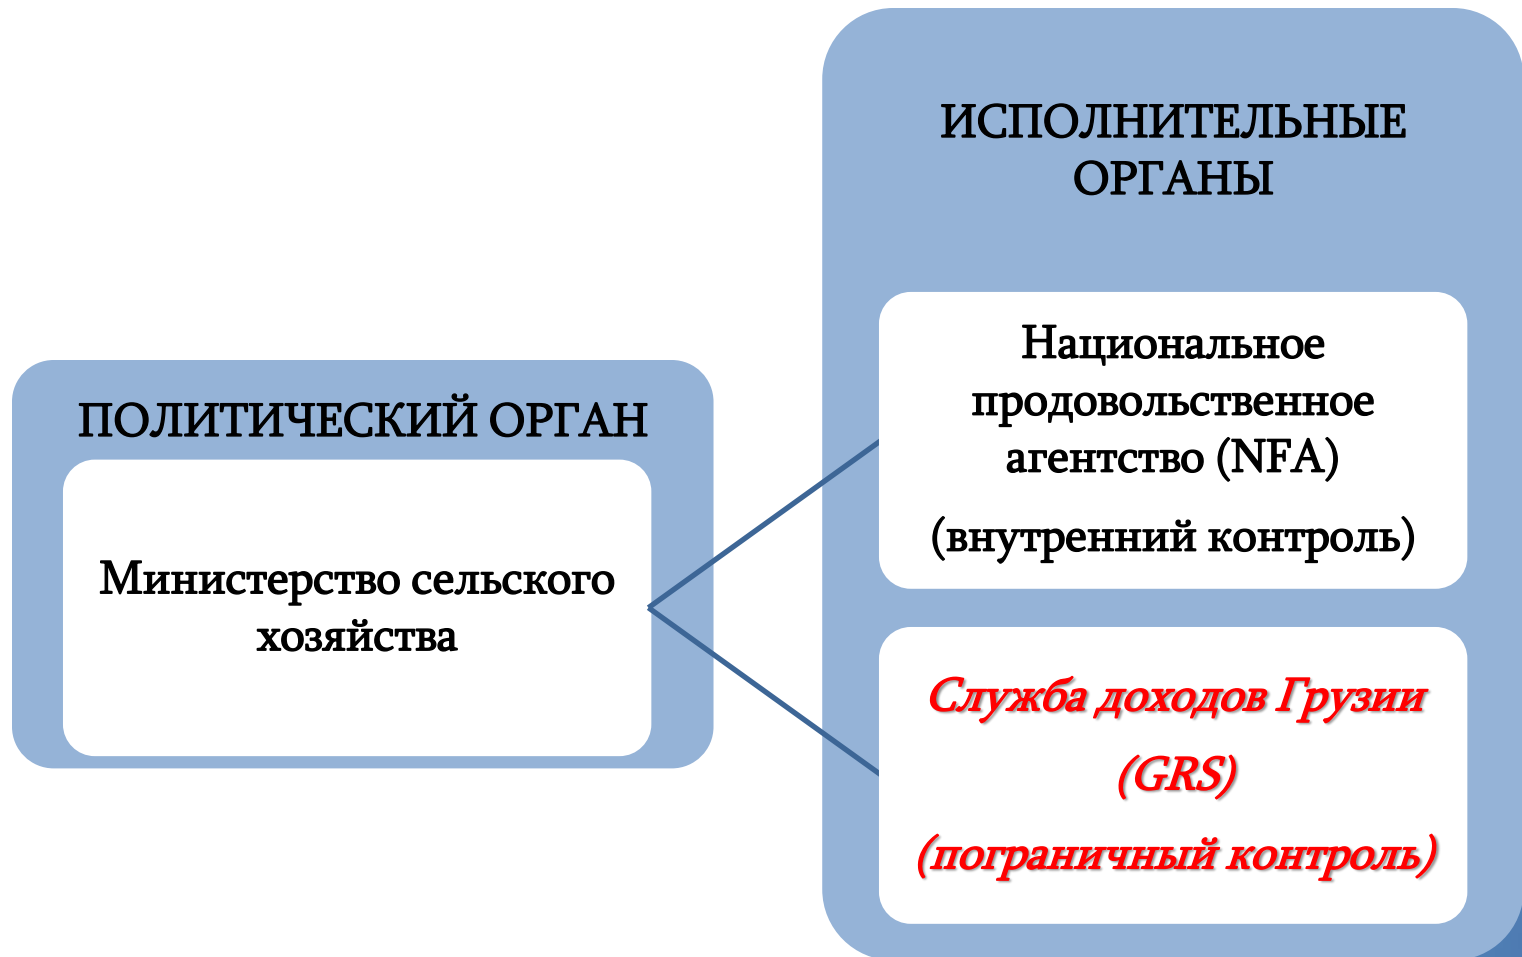 ПОЛИТИЧЕСКИЙ ОРГАН
Министерство сельского
хозяйства
ИСПОЛНИТЕЛЬНЫЕ
ОРГАНЫ
Национальное
продовольственное
агентство (NFA)
(внутренний контроль)
Служба доходов Грузии
(GRS)
(пограничный контроль)